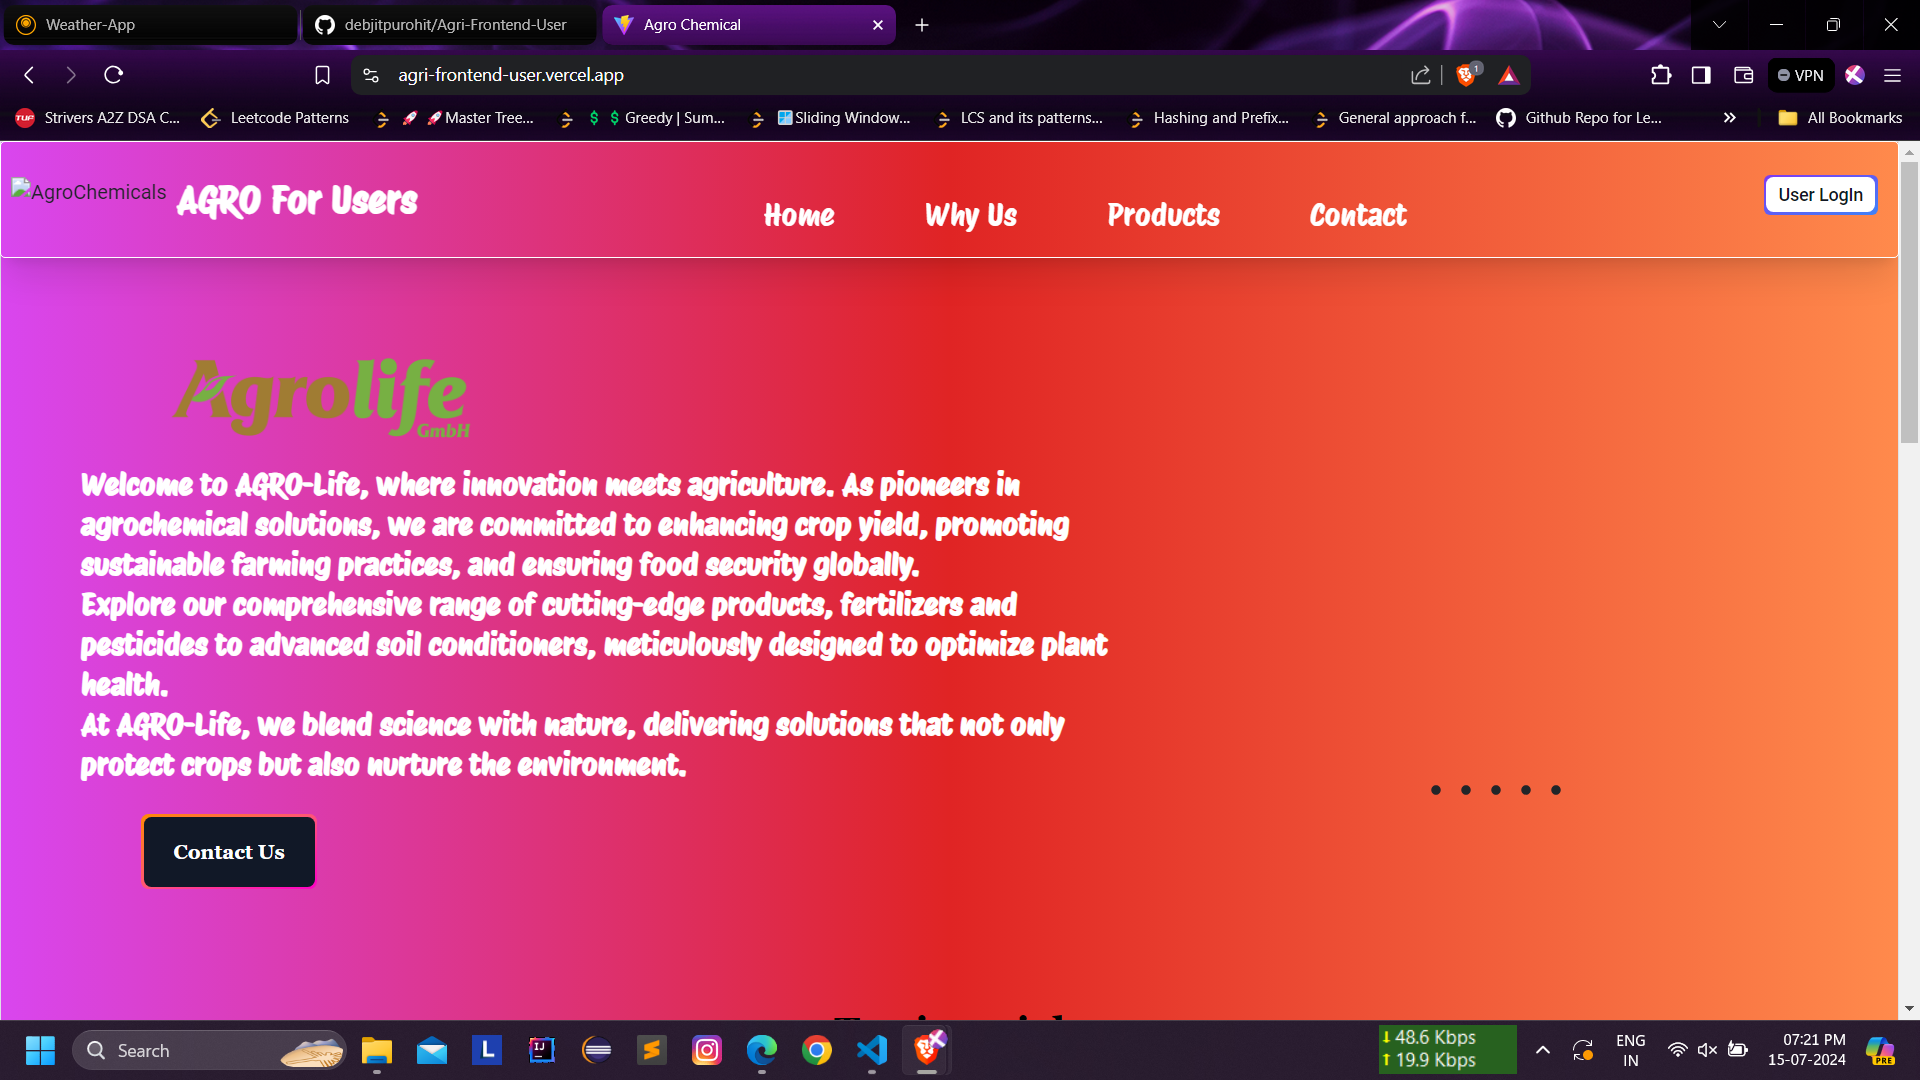 Weather-App
debjitpurohit/Agri-Frontend-User
Agro Chemical
agri-frontend-user.vercel.app
1
VPN
TUF
Strivers A2Z DSA C...
Leetcode Patterns
Master Tree...
$ $ Greedy | Sum...
Sliding Window...
LCS and its patterns...
Hashing and Prefix...
General approach f...
Github Repo for Le...
All Bookmarks
AgroChemicals
AGRO For Users
Home
Why Us
Products
Contact
User LogIn
Agrolife
GmbH
Welcome to AGRO-Life, where innovation meets agriculture. As pioneers in
agrochemical solutions, we are committed to enhancing crop yield, promoting
sustainable farming practices, and ensuring food security globally.
Explore our comprehensive range of cutting-edge products, fertilizers and
pesticides to advanced soil conditioners, meticulously designed to optimize plant
health.
At AGRO-Life, we blend science with nature, delivering solutions that not only
protect crops but also nurture the environment.
Contact Us
Search
L
IJ
48.6 Kbps
19.9 Kbps
ENG
IN
07:21 PM
15-07-2024
PRE